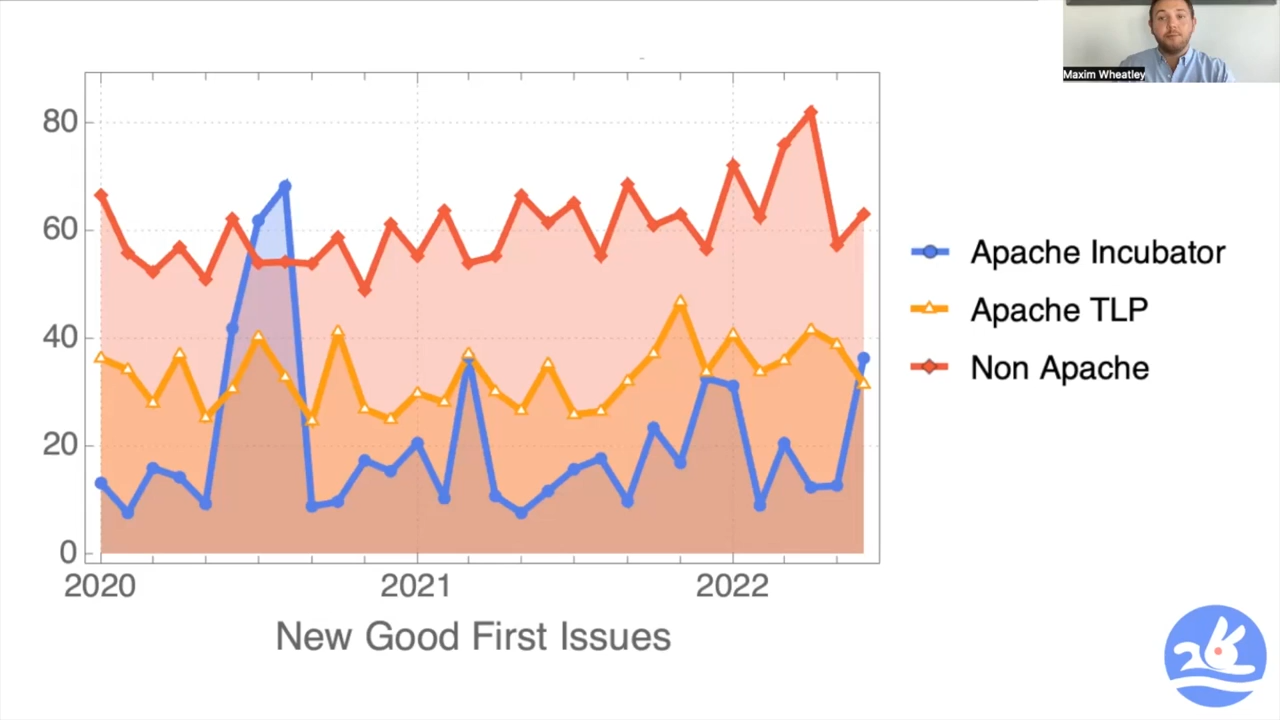 Maxim Wheatley
80
60
40
20
0
2020 2021 2022
New Good First Issues
Apache Incubator
Apache TLP
Non Apache